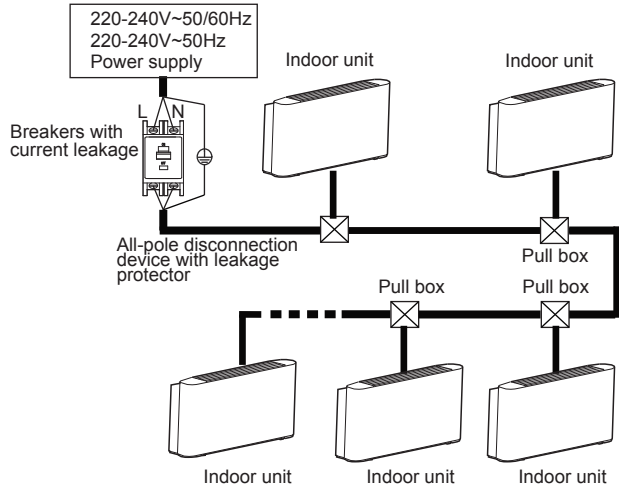 220-240V~50/60Hz
220-240V~50Hz
Power supply
Indoor unit
Indoor unit
L N
Breakers with
current leakage
All-pole disconnection
device with leakage
protector
Pull box
Pull box
Pull box
Indoor unit
Indoor unit
Indoor unit